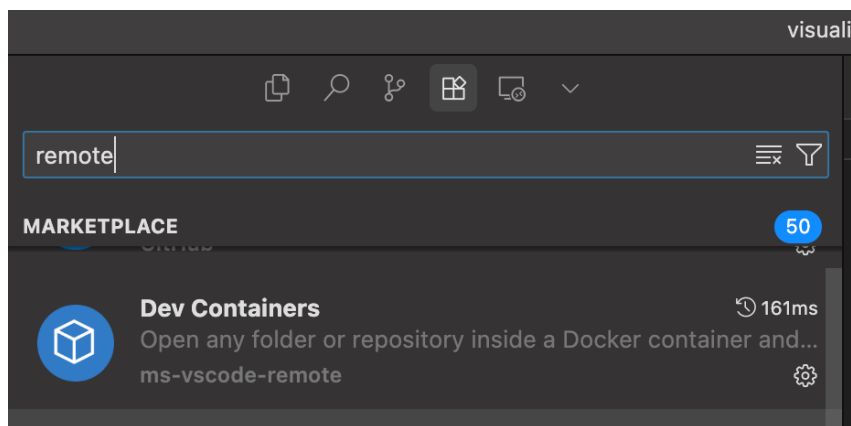 visuali
remote
MARKETPLACE
50
GitHub
Dev Containers
161ms
Open any folder or repository inside a Docker container and...
ms-vscode-remote